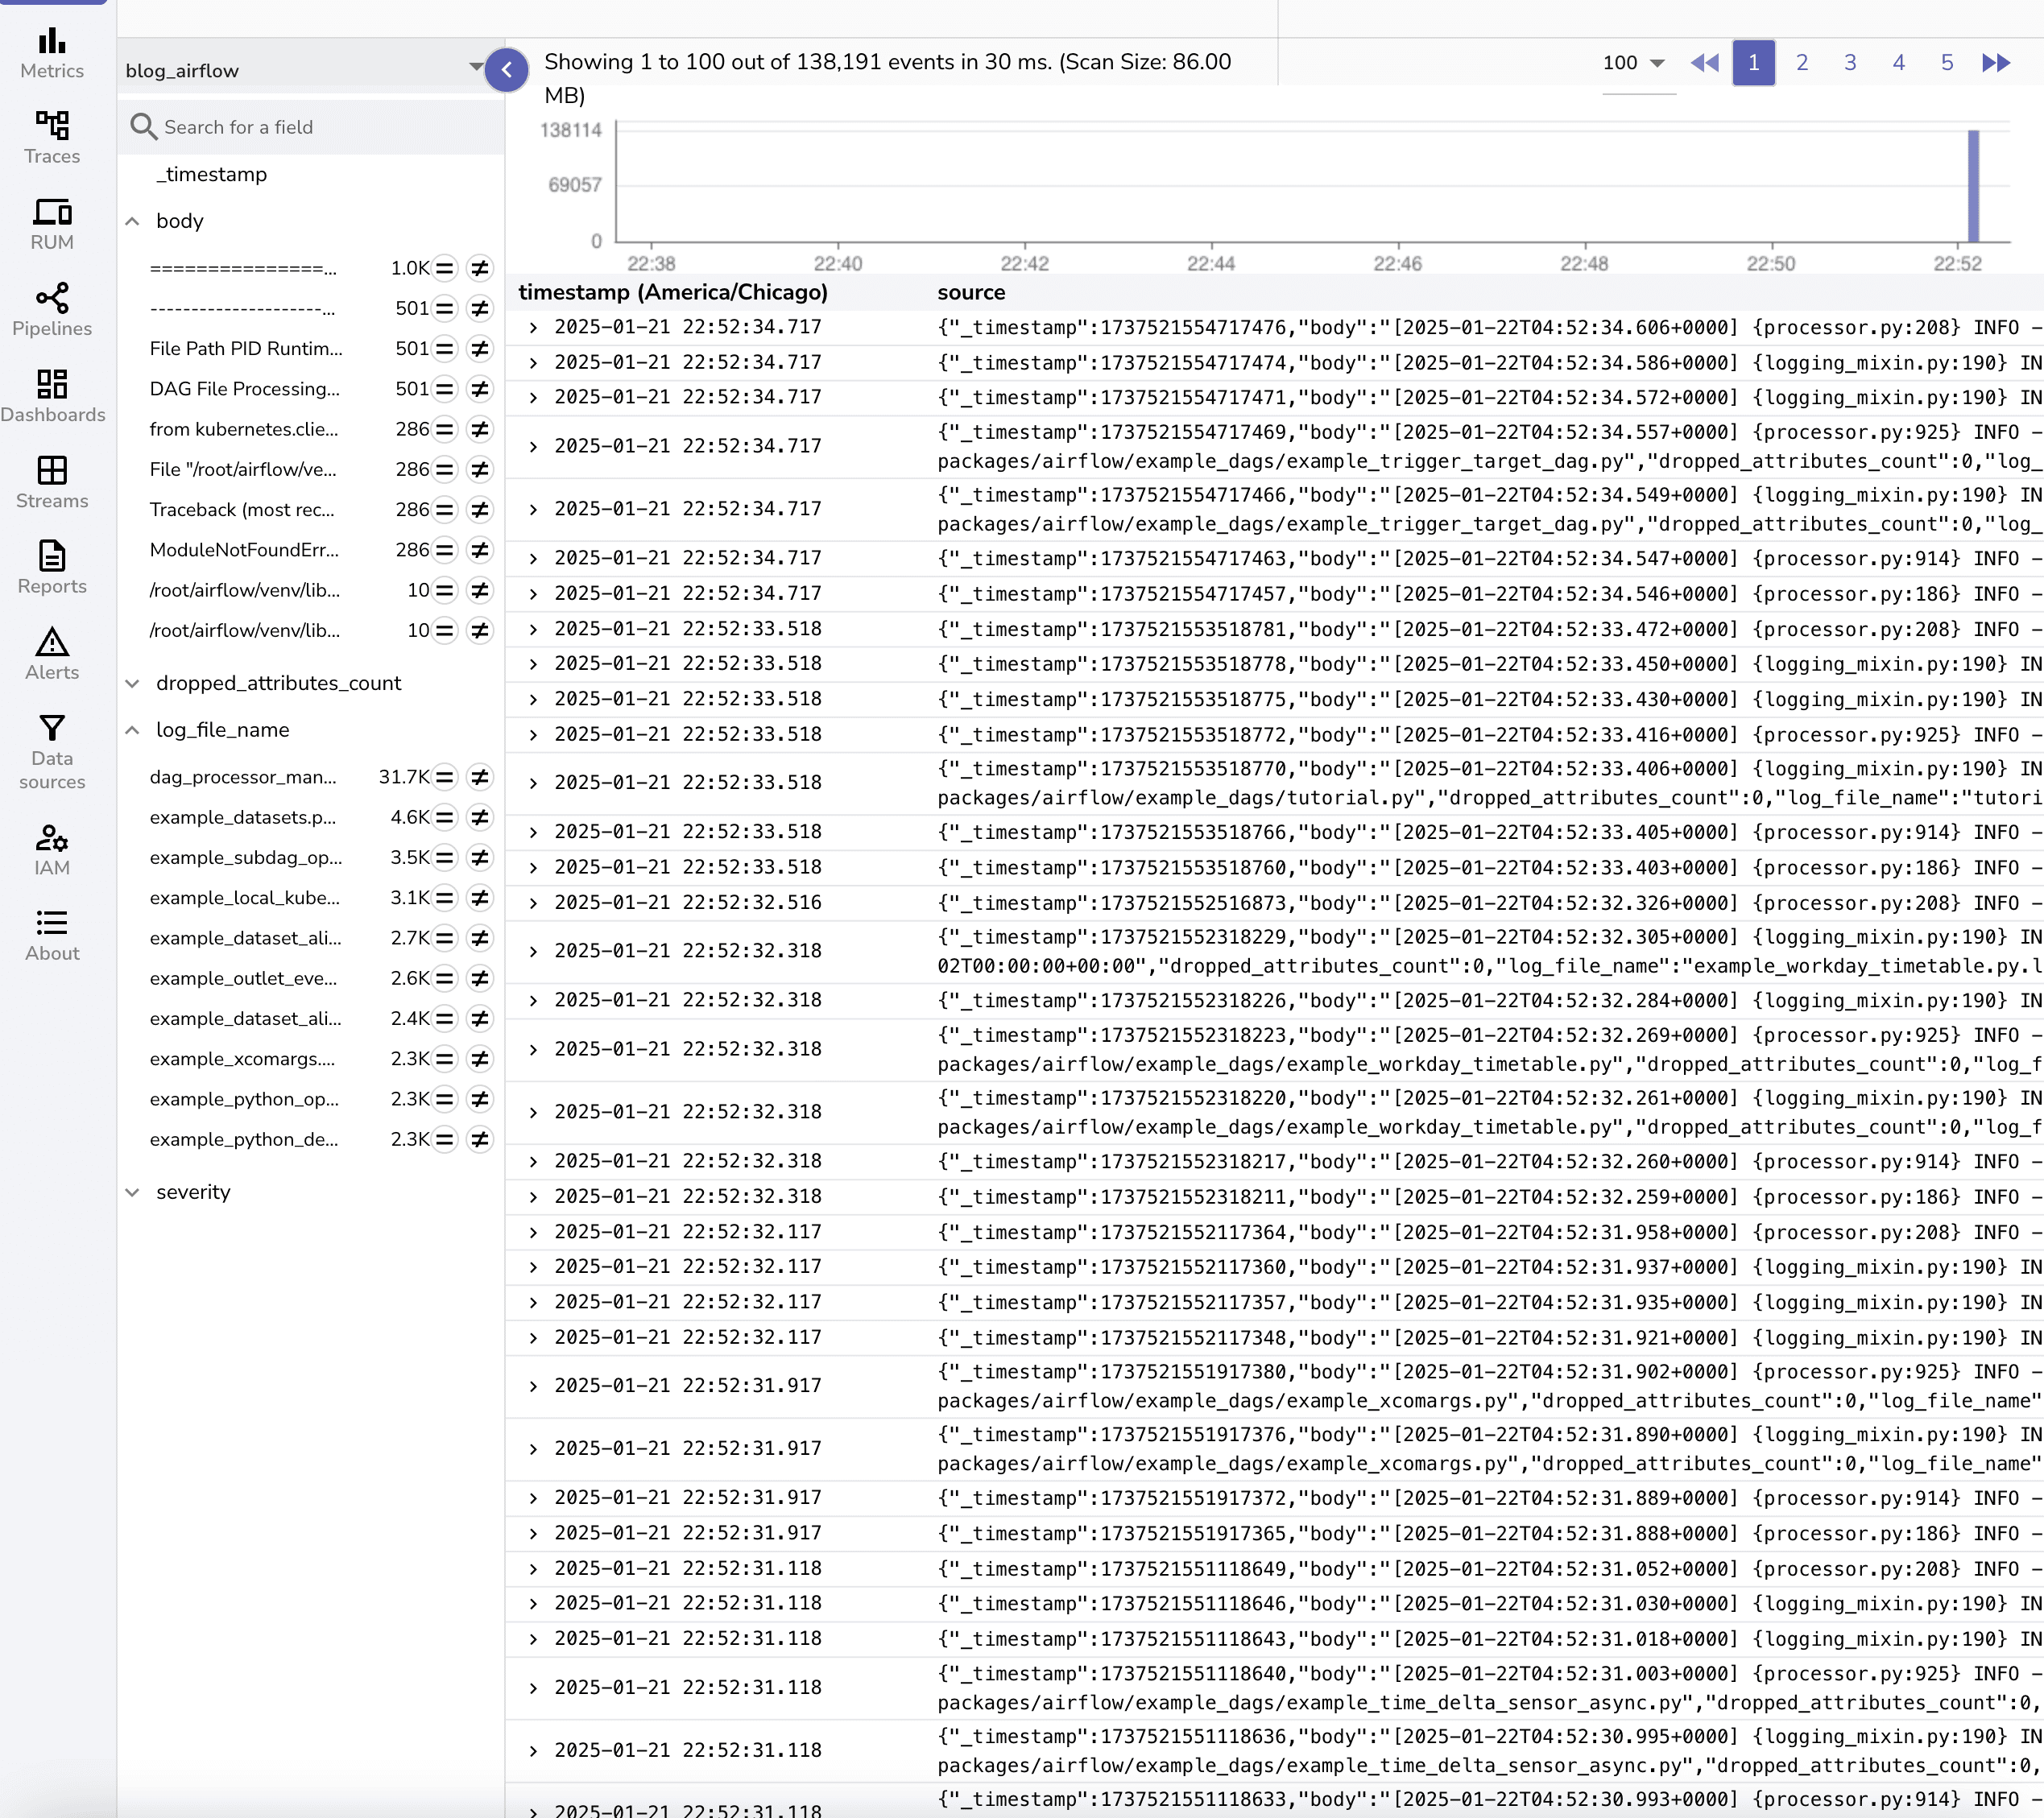 Metrics
Traces
RUM
Pipelines
Dashboards
Streams
Reports
Alerts
Data
sources
IAM
About
blog_airflow
Search for a field
_timestamp
body
===============... 1.0K
---------------------... 501
File Path PID Runtim... 501
DAG File Processing... 501
from kubernetes.clie... 286
File "/root/airflow/ve... 286
Traceback (most rec... 286
ModuleNotFoundErr... 286
/root/airflow/venv/lib... 10
/root/airflow/venv/lib... 10
dropped_attributes_count
log_file_name
dag_processor_man... 31.7K
example_datasets.p... 4.6K
example_subdag_op... 3.5K
example_local_kube... 3.1K
example_dataset_ali... 2.7K
example_outlet_eve... 2.6K
example_dataset_ali... 2.4K
example_xcomargs.... 2.3K
example_python_op... 2.3K
example_python_de... 2.3K
severity
Showing 1 to 100 out of 138,191 events in 30 ms. (Scan Size: 86.00
MB)
100 1 2 3 4 5
138114
69057
0
22:38 22:40 22:42 22:44 22:46 22:48 22:50 22:52
timestamp (America/Chicago) source
2025-01-21 22:52:34.717 {"_timestamp":1737521554717476,"body":"[2025-01-22T04:52:34.606+0000] {processor.py:208} INFO -
2025-01-21 22:52:34.717 {"_timestamp":1737521554717474,"body":"[2025-01-22T04:52:34.586+0000] {logging_mixin.py:190} IN
2025-01-21 22:52:34.717 {"_timestamp":1737521554717471,"body":"[2025-01-22T04:52:34.572+0000] {logging_mixin.py:190} IN
2025-01-21 22:52:34.717 {"_timestamp":1737521554717469,"body":"[2025-01-22T04:52:34.557+0000] {processor.py:925} INFO -
packages/airflow/example_dags/example_trigger_target_dag.py","dropped_attributes_count":0,"log_
2025-01-21 22:52:34.717 {"_timestamp":1737521554717466,"body":"[2025-01-22T04:52:34.549+0000] {logging_mixin.py:190} IN
packages/airflow/example_dags/example_trigger_target_dag.py","dropped_attributes_count":0,"log_
2025-01-21 22:52:34.717 {"_timestamp":1737521554717463,"body":"[2025-01-22T04:52:34.547+0000] {processor.py:914} INFO -
2025-01-21 22:52:34.717 {"_timestamp":1737521554717457,"body":"[2025-01-22T04:52:34.546+0000] {processor.py:186} INFO -
2025-01-21 22:52:33.518 {"_timestamp":1737521553518781,"body":"[2025-01-22T04:52:33.472+0000] {processor.py:208} INFO -
2025-01-21 22:52:33.518 {"_timestamp":1737521553518778,"body":"[2025-01-22T04:52:33.450+0000] {logging_mixin.py:190} IN
2025-01-21 22:52:33.518 {"_timestamp":1737521553518775,"body":"[2025-01-22T04:52:33.430+0000] {logging_mixin.py:190} IN
2025-01-21 22:52:33.518 {"_timestamp":1737521553518772,"body":"[2025-01-22T04:52:33.416+0000] {processor.py:925} INFO -
2025-01-21 22:52:33.518 {"_timestamp":1737521553518770,"body":"[2025-01-22T04:52:33.406+0000] {logging_mixin.py:190} IN
packages/airflow/example_dags/tutorial.py","dropped_attributes_count":0,"log_file_name":"tutori
2025-01-21 22:52:33.518 {"_timestamp":1737521553518766,"body":"[2025-01-22T04:52:33.405+0000] {processor.py:914} INFO -
2025-01-21 22:52:33.518 {"_timestamp":1737521553518760,"body":"[2025-01-22T04:52:33.403+0000] {processor.py:186} INFO -
2025-01-21 22:52:32.516 {"_timestamp":1737521552516873,"body":"[2025-01-22T04:52:32.326+0000] {processor.py:208} INFO -
2025-01-21 22:52:32.318 {"_timestamp":1737521552318229,"body":"[2025-01-22T04:52:32.305+0000] {logging_mixin.py:190} IN
02T00:00:00+00:00","dropped_attributes_count":0,"log_file_name":"example_workday_timetable.py.l
2025-01-21 22:52:32.318 {"_timestamp":1737521552318226,"body":"[2025-01-22T04:52:32.284+0000] {logging_mixin.py:190} IN
2025-01-21 22:52:32.318 {"_timestamp":1737521552318223,"body":"[2025-01-22T04:52:32.269+0000] {processor.py:925} INFO -
packages/airflow/example_dags/example_workday_timetable.py","dropped_attributes_count":0,"log_f
2025-01-21 22:52:32.318 {"_timestamp":1737521552318220,"body":"[2025-01-22T04:52:32.261+0000] {logging_mixin.py:190} IN
packages/airflow/example_dags/example_workday_timetable.py","dropped_attributes_count":0,"log_f
2025-01-21 22:52:32.318 {"_timestamp":1737521552318217,"body":"[2025-01-22T04:52:32.260+0000] {processor.py:914} INFO -
2025-01-21 22:52:32.318 {"_timestamp":1737521552318211,"body":"[2025-01-22T04:52:32.259+0000] {processor.py:186} INFO -
2025-01-21 22:52:32.117 {"_timestamp":1737521552117364,"body":"[2025-01-22T04:52:31.958+0000] {processor.py:208} INFO -
2025-01-21 22:52:32.117 {"_timestamp":1737521552117360,"body":"[2025-01-22T04:52:31.937+0000] {logging_mixin.py:190} IN
2025-01-21 22:52:32.117 {"_timestamp":1737521552117357,"body":"[2025-01-22T04:52:31.935+0000] {logging_mixin.py:190} IN
2025-01-21 22:52:32.117 {"_timestamp":1737521552117348,"body":"[2025-01-22T04:52:31.921+0000] {logging_mixin.py:190} IN
2025-01-21 22:52:31.917 {"_timestamp":1737521551917380,"body":"[2025-01-22T04:52:31.902+0000] {processor.py:925} INFO -
packages/airflow/example_dags/example_xcomargs.py","dropped_attributes_count":0,"log_file_name"
2025-01-21 22:52:31.917 {"_timestamp":1737521551917376,"body":"[2025-01-22T04:52:31.890+0000] {logging_mixin.py:190} IN
packages/airflow/example_dags/example_xcomargs.py","dropped_attributes_count":0,"log_file_name"
2025-01-21 22:52:31.917 {"_timestamp":1737521551917372,"body":"[2025-01-22T04:52:31.889+0000] {processor.py:914} INFO -
2025-01-21 22:52:31.917 {"_timestamp":1737521551917365,"body":"[2025-01-22T04:52:31.888+0000] {processor.py:186} INFO -
2025-01-21 22:52:31.118 {"_timestamp":1737521551118649,"body":"[2025-01-22T04:52:31.052+0000] {processor.py:208} INFO -
2025-01-21 22:52:31.118 {"_timestamp":1737521551118646,"body":"[2025-01-22T04:52:31.030+0000] {logging_mixin.py:190} IN
2025-01-21 22:52:31.118 {"_timestamp":1737521551118643,"body":"[2025-01-22T04:52:31.018+0000] {logging_mixin.py:190} IN
2025-01-21 22:52:31.118 {"_timestamp":1737521551118640,"body":"[2025-01-22T04:52:31.003+0000] {processor.py:925} INFO -
packages/airflow/example_dags/example_time_delta_sensor_async.py","dropped_attributes_count":0,
2025-01-21 22:52:31.118 {"_timestamp":1737521551118636,"body":"[2025-01-22T04:52:30.995+0000] {logging_mixin.py:190} IN
packages/airflow/example_dags/example_time_delta_sensor_async.py","dropped_attributes_count":0,
2025-01-21 22:52:31.118 {"_timestamp":1737521551118633,"body":"[2025-01-22T04:52:30.993+0000] {processor.py:914} INFO -